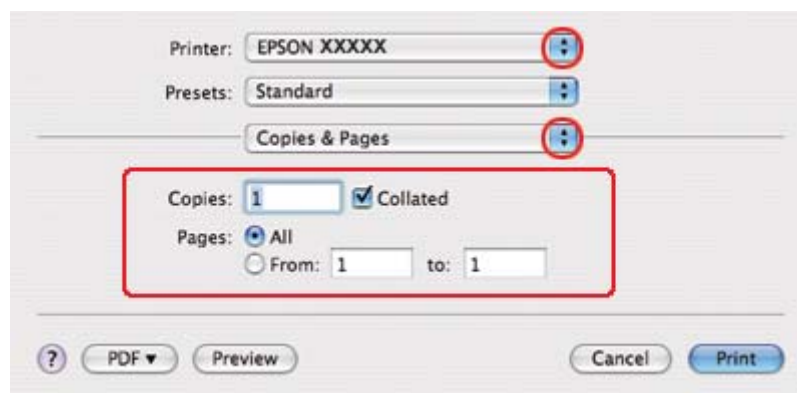 Printer: EPSON XXXXX
Presets: Standard
Copies & Pages
Copies: 1 Collated
Pages: All
From: 1 to: 1
? PDF ▼ Preview Cancel Print